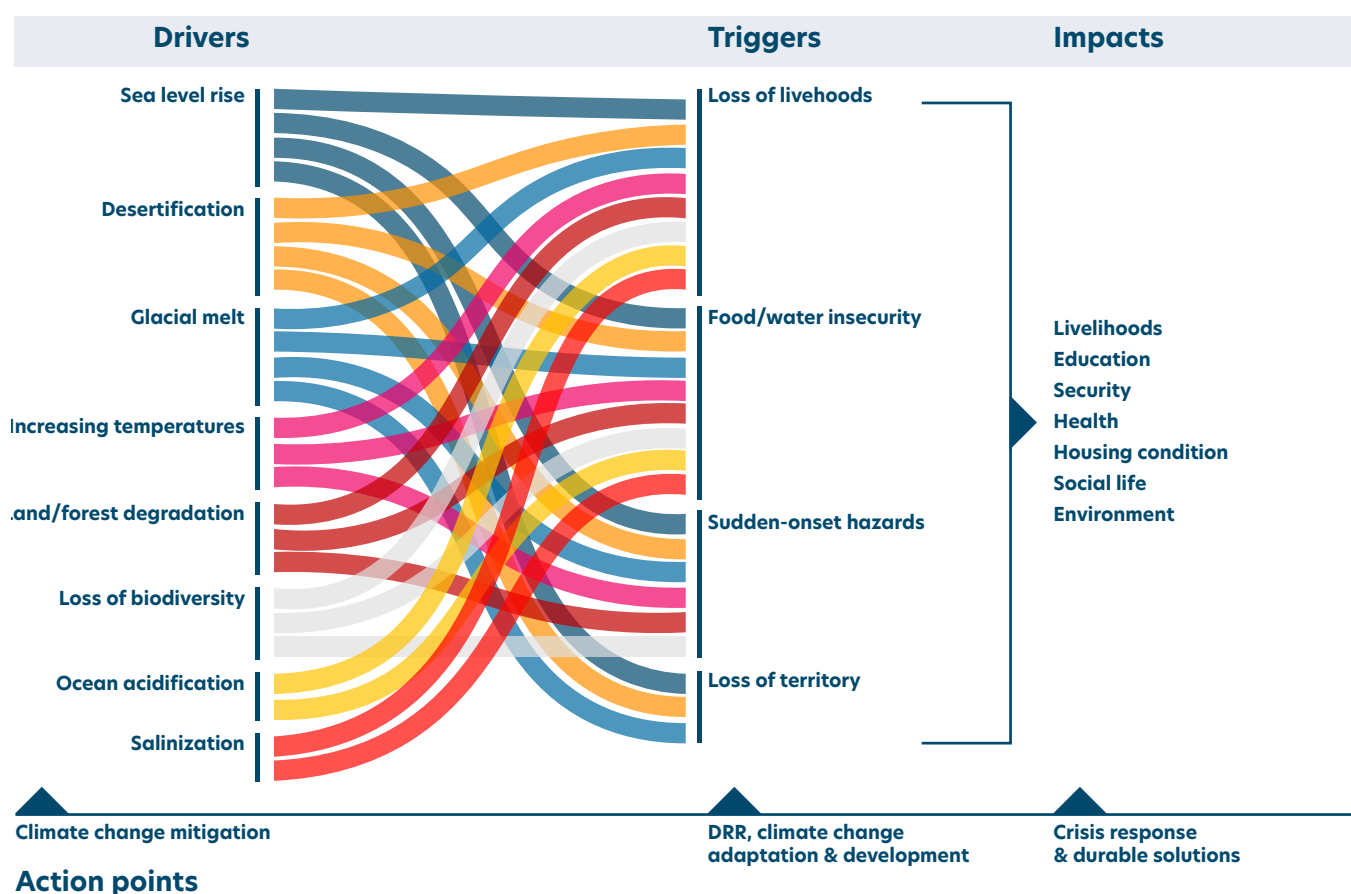 Drivers
Triggers
Impacts
Sea level rise
Desertification
Glacial melt
Increasing temperatures
and/forest degradation
Loss of biodiversity
Ocean acidification
Salinization
Loss of livehoods
Food/water insecurity
Sudden-onset hazards
Loss of territory
Livelihoods
Education
Security
Health
Housing condition
Social life
Environment
Climate change mitigation
DRR, climate change
adaptation & development
Crisis response
& durable solutions
Action points